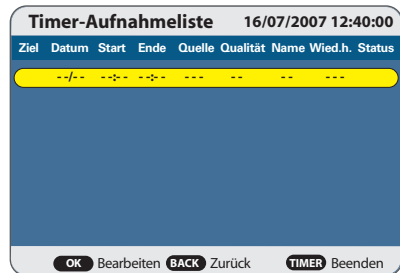 Timer-Aufnahmeliste 16/07/2007 12:40:00
Ziel Datum Start Ende Quelle Qualität Name Wied.h. Status
--/-- --:-- --:-- --- -- -- ---
OK Bearbeiten BACK Zurück TIMER Beenden